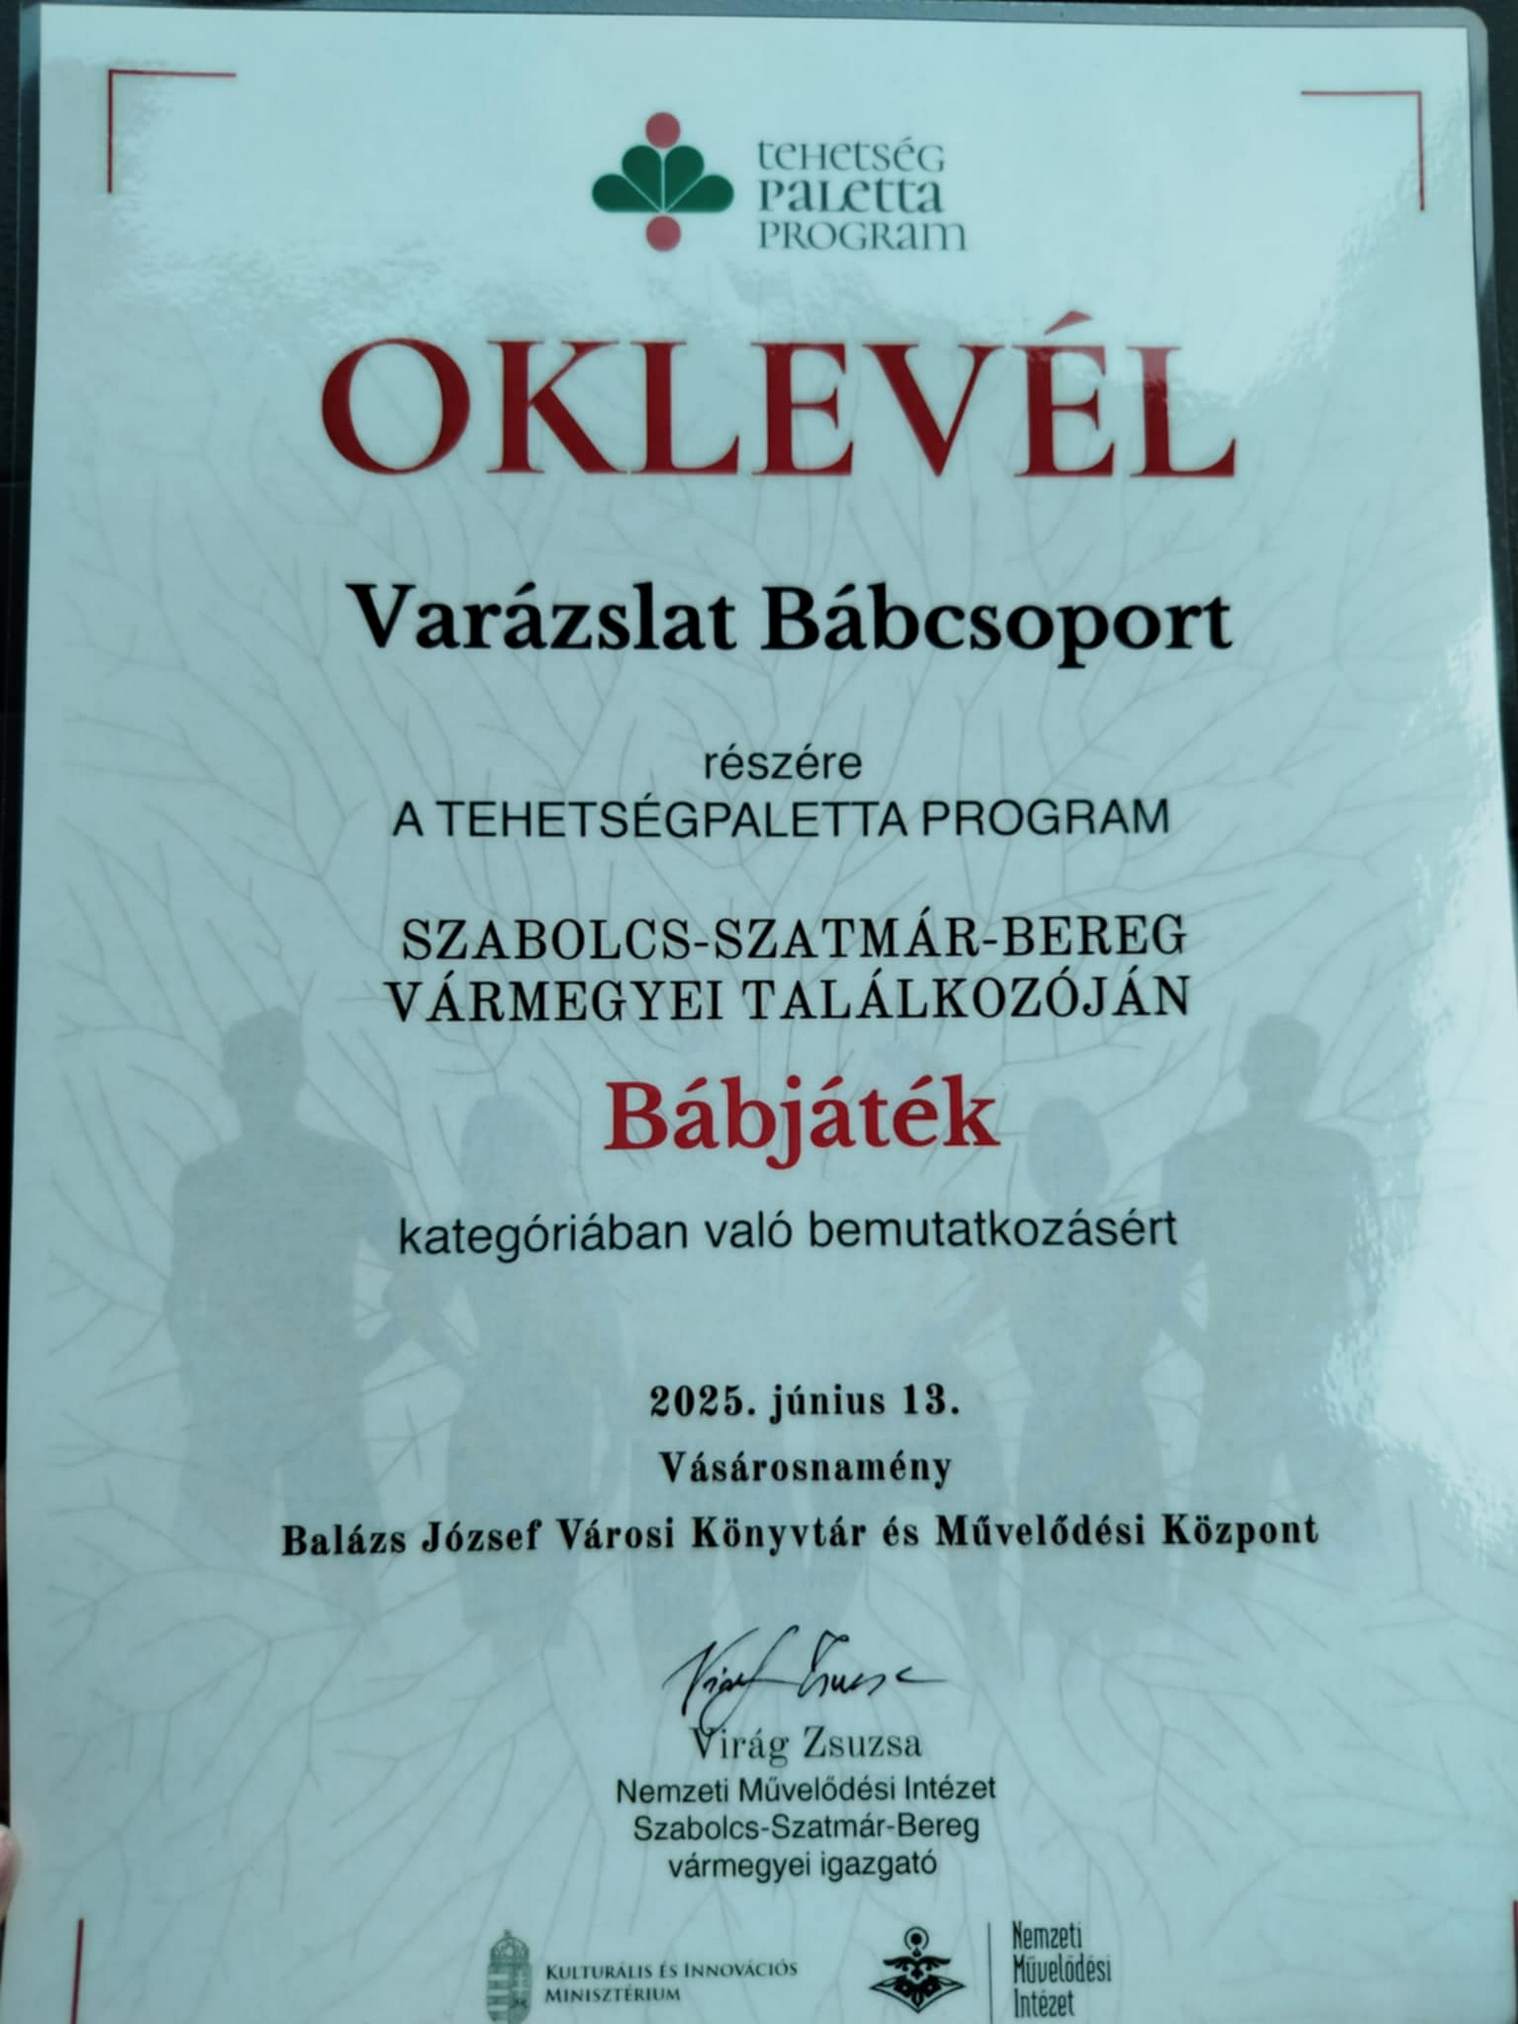 tehetség
paletta
program
OKLEVÉL
Varázslat Bábcsoport
részére
A TEHETSÉGPALETTA PROGRAM
SZABOLCS-SZATMÁR-BEREG
VÁRMEGYEI TALÁLKOZÓJÁN
Bábjáték
kategóriában való bemutatkozásért
2025. június 13.
Vásárosnamény
Balázs József Városi Könyvtár és Művelődési Központ
Virág Zsuzsa
Virág Zsuzsa
Nemzeti Művelődési Intézet
Szabolcs-Szatmár-Bereg
vármegyei igazgató
Kulturális és Innovációs
Minisztérium
Nemzeti
Művelődési
Intézet